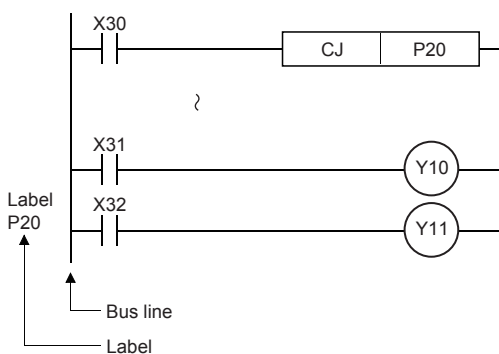 X30
CJ P20
X31
Y10
Label X32
P20 Y11
Bus line
Label